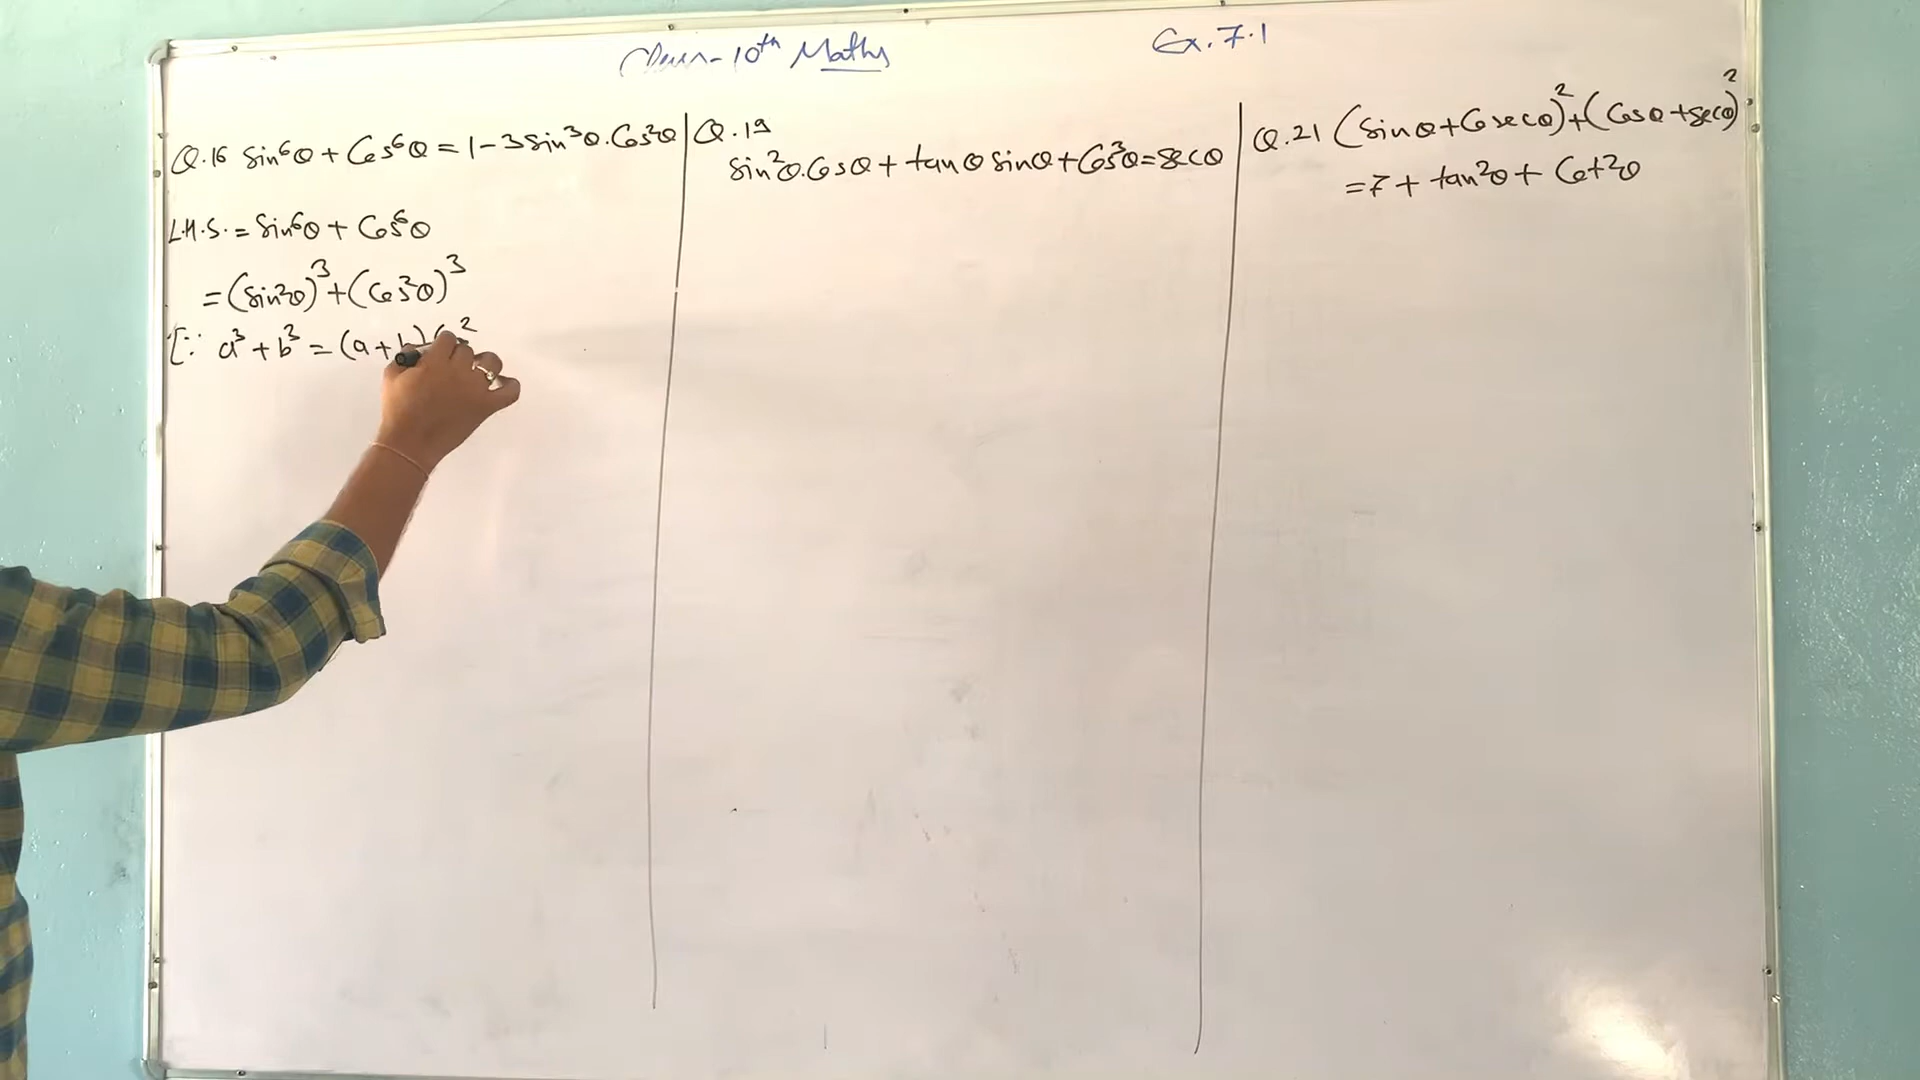 Class-10th Maths
Ex. 7.1
Q.16 Sin⁶θ + Cos⁶θ = 1-3Sin³θ.Cos²θ
L.H.S. = Sin⁶θ + Cos⁶θ
= (Sin²θ)³ + (Cos²θ)³
[∵ a³ + b³ = (a+b)
Q.19
Sin²θ.Cosθ + tanθ Sinθ + Cos³θ = Secθ
Q.21 (Sinθ + Cosecθ)² + (Cosθ + Secθ)²
= 7 + tan²θ + Cot²θ